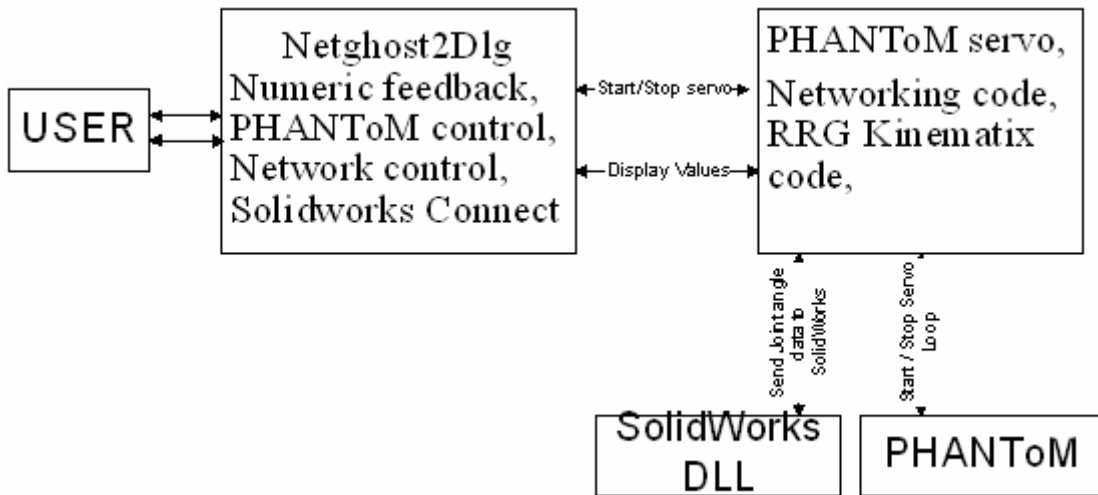 USER
Netghost2Dlg
Numeric feedback,
PHANToM control,
Network control,
Solidworks Connect
Start/Stop servo
Display Values
PHANToM servo,
Networking code,
RRG Kinematix
code,
Send Joint angle
data to
SolidWorks
Start / Stop Servo
Loop
SolidWorks
DLL
PHANToM